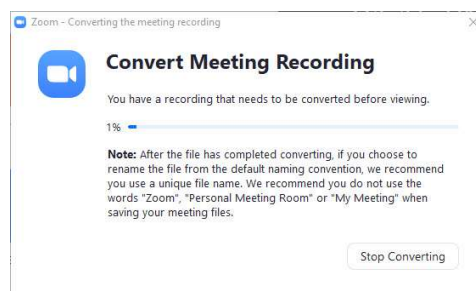 Zoom - Converting the meeting recording
Convert Meeting Recording
You have a recording that needs to be converted before viewing.
1%
Note: After the file has completed converting, if you choose to
rename the file from the default naming convention, we recommend
you use a unique file name. We recommend you do not use the
words "Zoom", "Personal Meeting Room" or "My Meeting" when
saving your meeting files.
Stop Converting